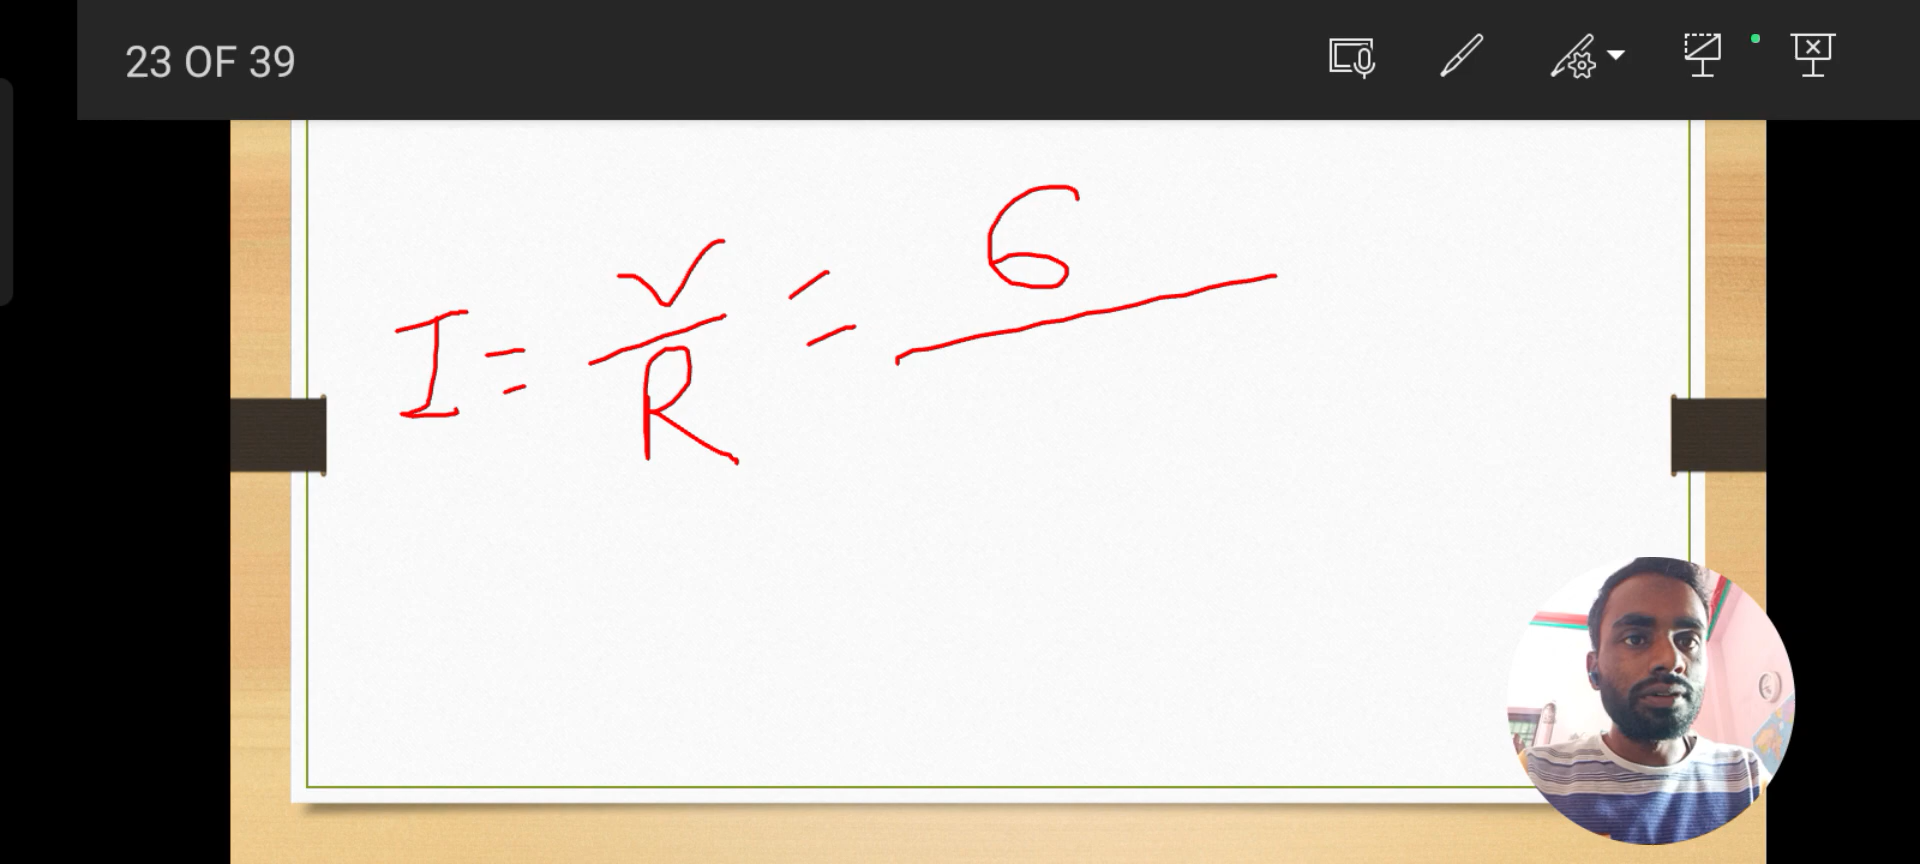 23 OF 39
I = V/R = 6/